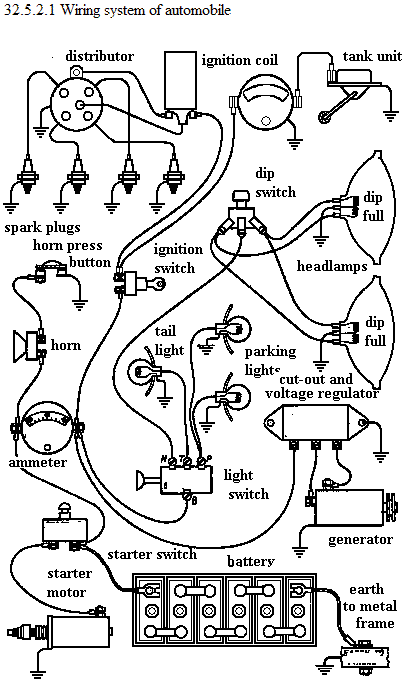 32.5.2.1 Wiring system of automobile
distributor
ignition coil
tank unit
dip
switch
dip
full
spark plugs
horn press
button
ignition
switch
headlamps
horn
tail
light
parking
lights
dip
full
cut-out and
voltage regulator
ammeter
N T P
light
switch
B
generator
starter switch
battery
starter
motor
earth
to metal
frame